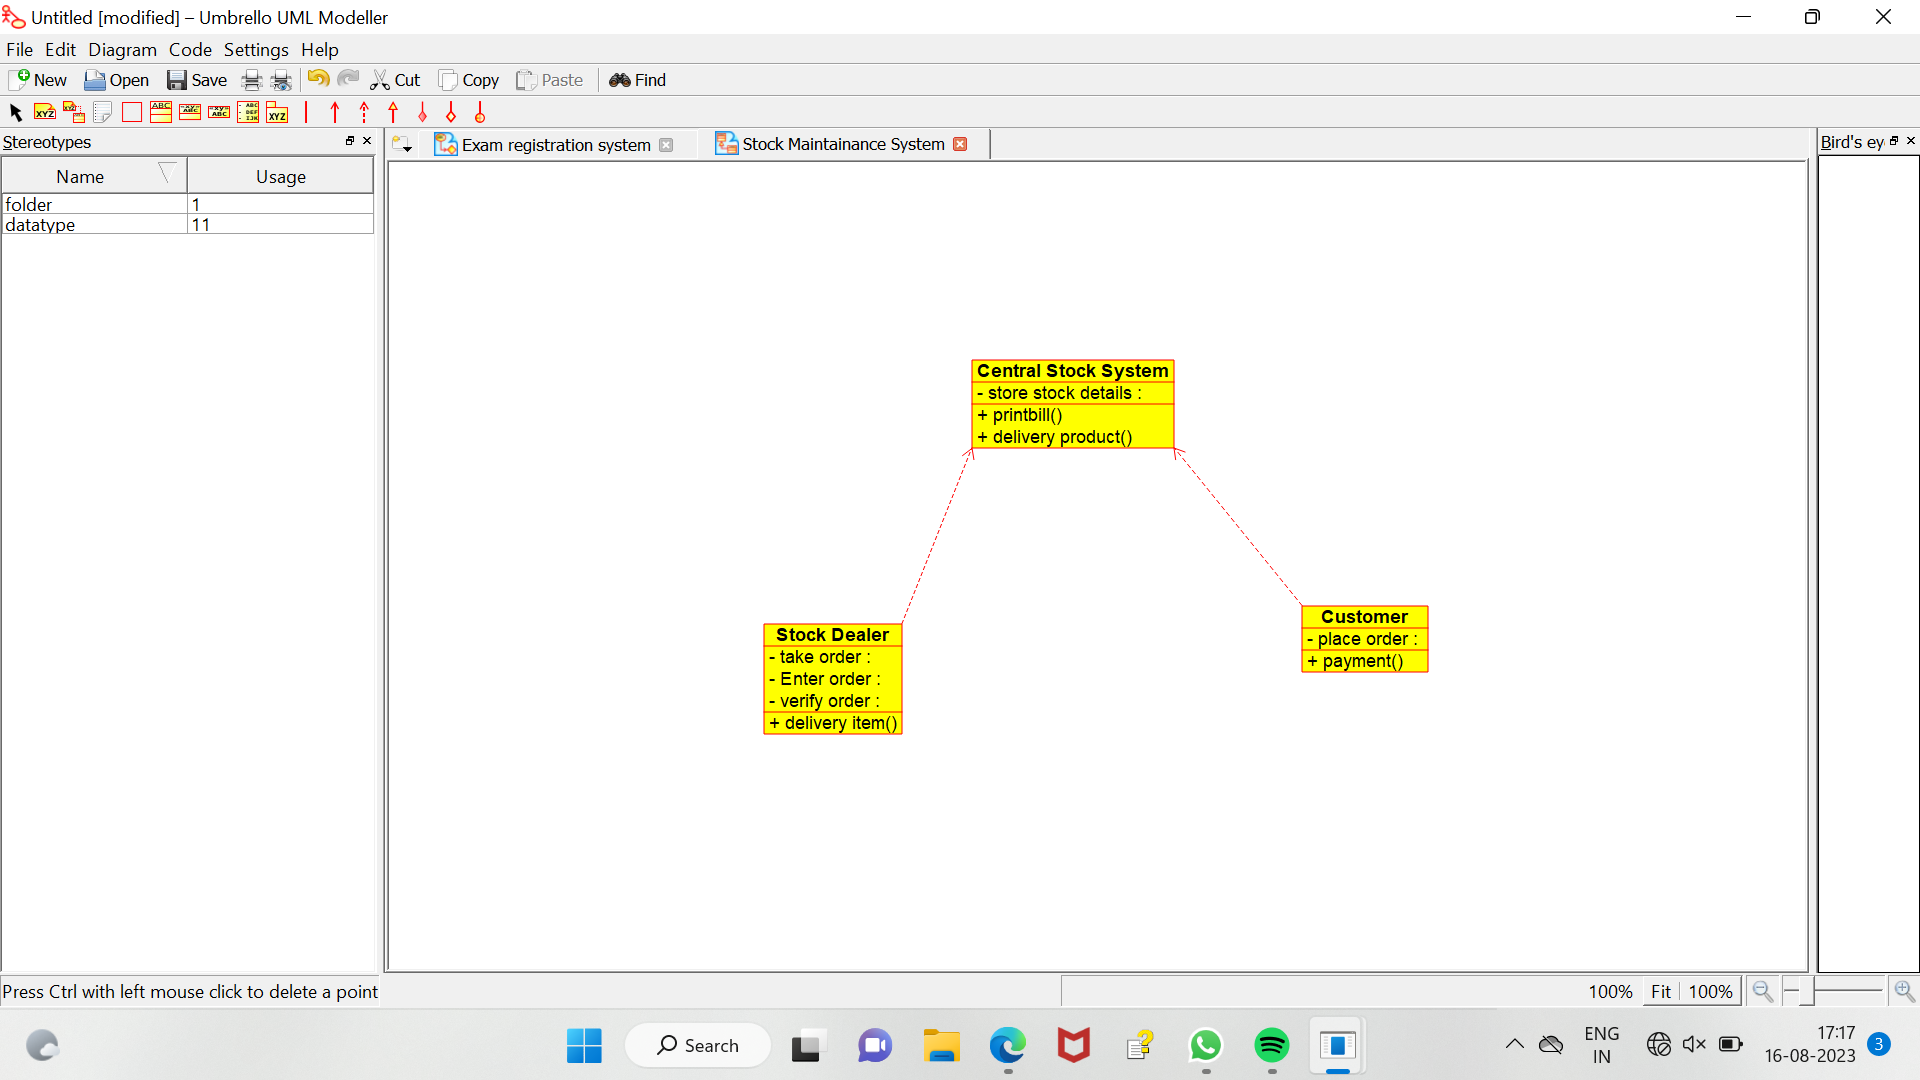 Untitled [modified] – Umbrello UML Modeller
File Edit Diagram Code Settings Help
New Open Save Cut Copy Paste Find
Stereotypes
Name Usage
folder 1
datatype 11
Exam registration system
Stock Maintainance System
Bird's ey
Central Stock System
- store stock details :
+ printbill()
+ delivery product()
Stock Dealer
- take order :
- Enter order :
- verify order :
+ delivery item()
Customer
- place order :
+ payment()
Press Ctrl with left mouse click to delete a point
100% Fit 100%
Search
ENG
IN
17:17
16-08-2023
3